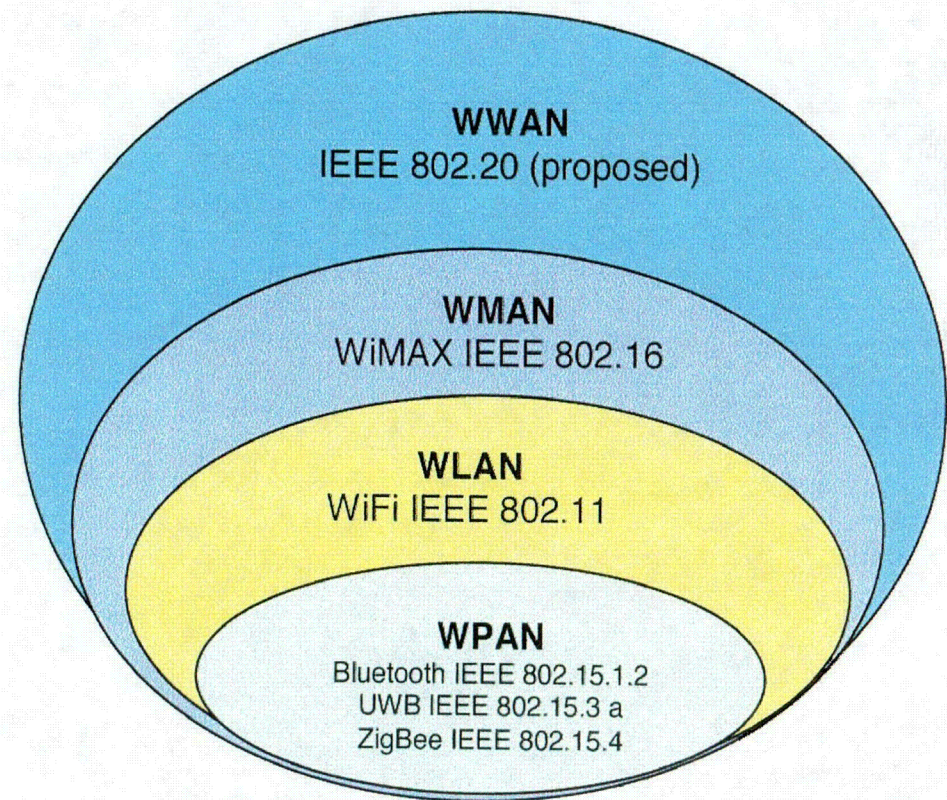 WWAN
IEEE 802.20 (proposed)
WMAN
WiMAX IEEE 802.16
WLAN
WiFi IEEE 802.11
WPAN
Bluetooth IEEE 802.15.1.2
UWB IEEE 802.15.3 a
ZigBee IEEE 802.15.4